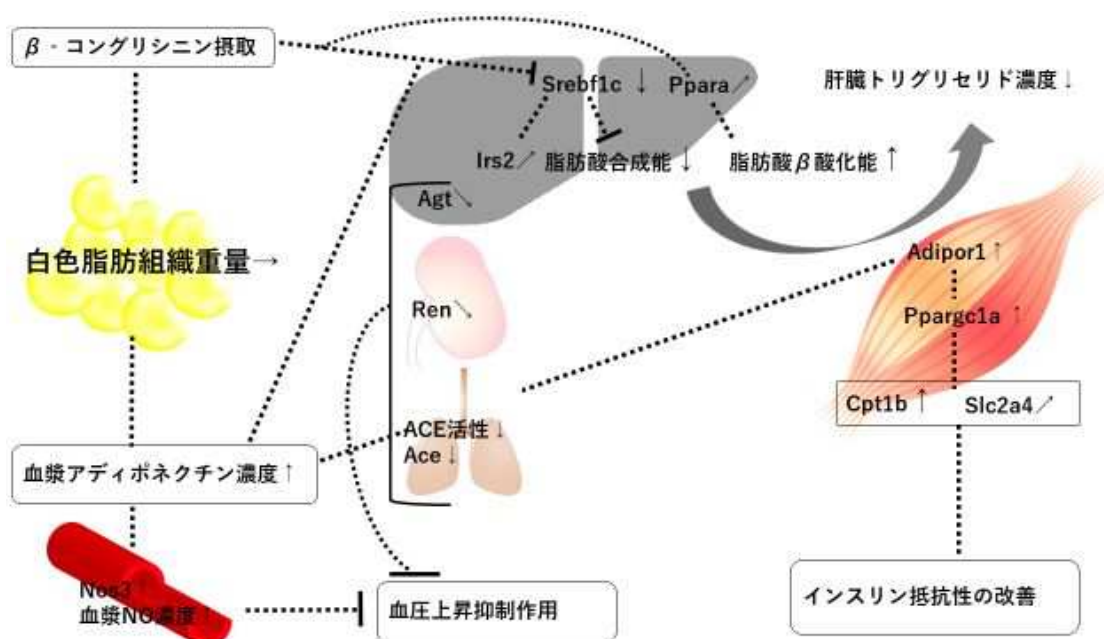 β‐コングリシニン摂取
Srebf1c ↓ Ppara↗
肝臓トリグリセリド濃度↓
Irs2↗ 脂肪酸合成能↓ 脂肪酸β酸化能↑
Agt↘
白色脂肪組織重量→
Adipor1↑
Ren↘
Ppargc1a↑
Cpt1b↑ Slc2a4↗
ACE活性↓
Ace↓
血漿アディポネクチン濃度↑
Nos3↑
血漿NO濃度↑
血圧上昇抑制作用
インスリン抵抗性の改善